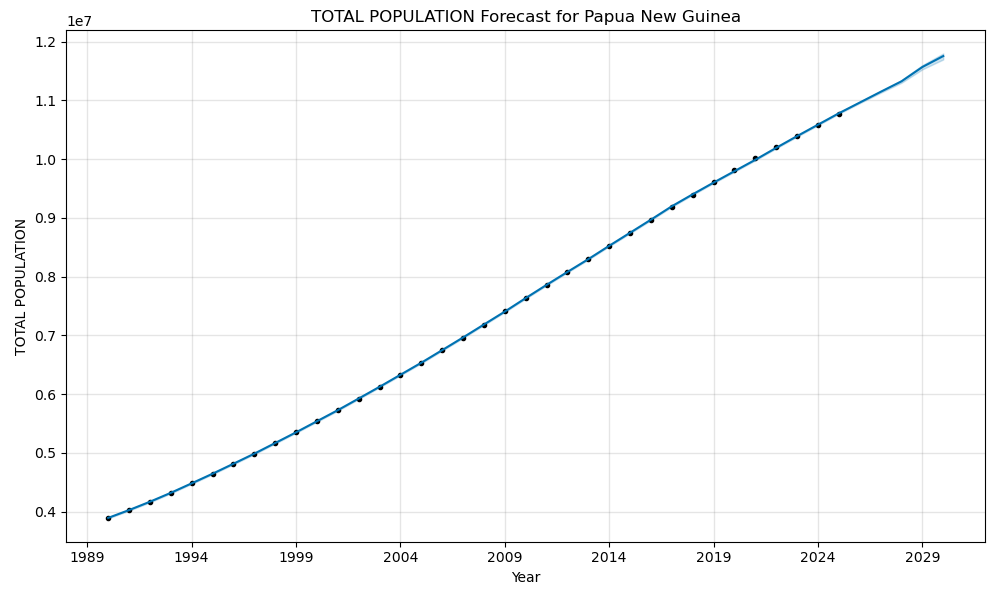 TOTAL POPULATION Forecast for Papua New Guinea
1e7
1.2
1.1
1.0
0.9
0.8
0.7
0.6
0.5
0.4
TOTAL POPULATION
1989 1994 1999 2004 2009 2014 2019 2024 2029
Year